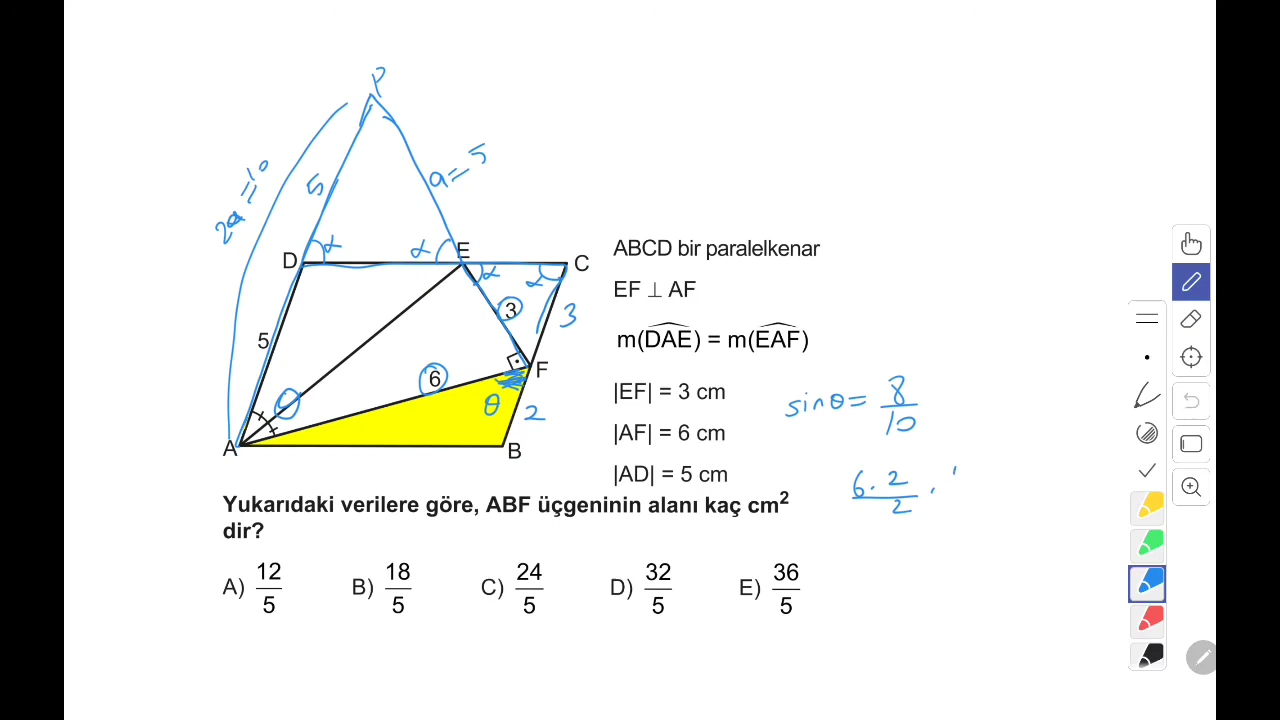 P
2a = 10
5
a = 5
D α α E C
α α
3 3
5
6 F
θ 2
A B
ABCD bir paralelkenar
EF ⊥ AF
m(DAE) = m(EAF)
|EF| = 3 cm
|AF| = 6 cm
|AD| = 5 cm
sinθ = 8/10
6.2/2 .
Yukarıdaki verilere göre, ABF üçgeninin alanı kaç cm²
dir?
A) 12/5 B) 18/5 C) 24/5 D) 32/5 E) 36/5